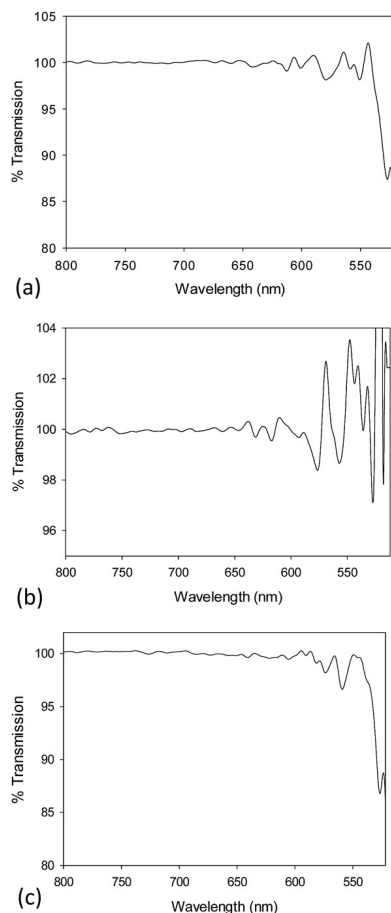 105
100
95
90
85
80
% Transmission
800 750 700 650 600 550
Wavelength (nm)
(a)
104
102
100
98
96
% Transmission
800 750 700 650 600 550
Wavelength (nm)
(b)
100
95
90
85
80
% Transmission
800 750 700 650 600 550
Wavelength (nm)
(c)